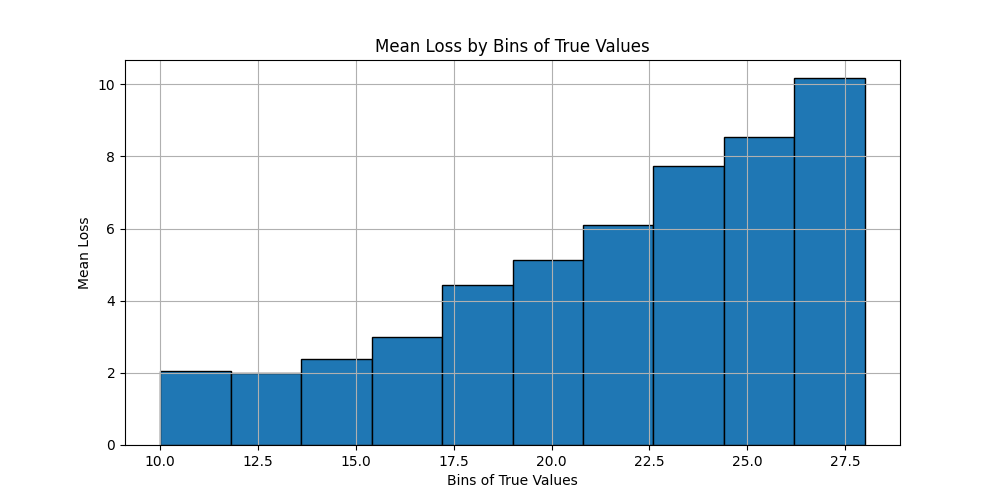 Mean Loss by Bins of True Values
Mean Loss
10
8
6
4
2
0
10.0 12.5 15.0 17.5 20.0 22.5 25.0 27.5
Bins of True Values